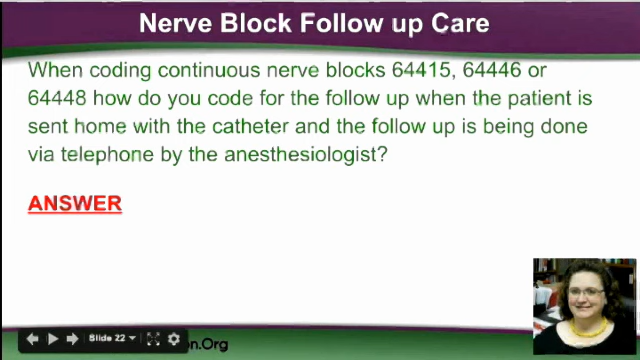 Nerve Block Follow up Care
When coding continuous nerve blocks 64415, 64446 or
64448 how do you code for the follow up when the patient is
sent home with the catheter and the follow up is being done
via telephone by the anesthesiologist?
ANSWER
Slide 22
on.Org